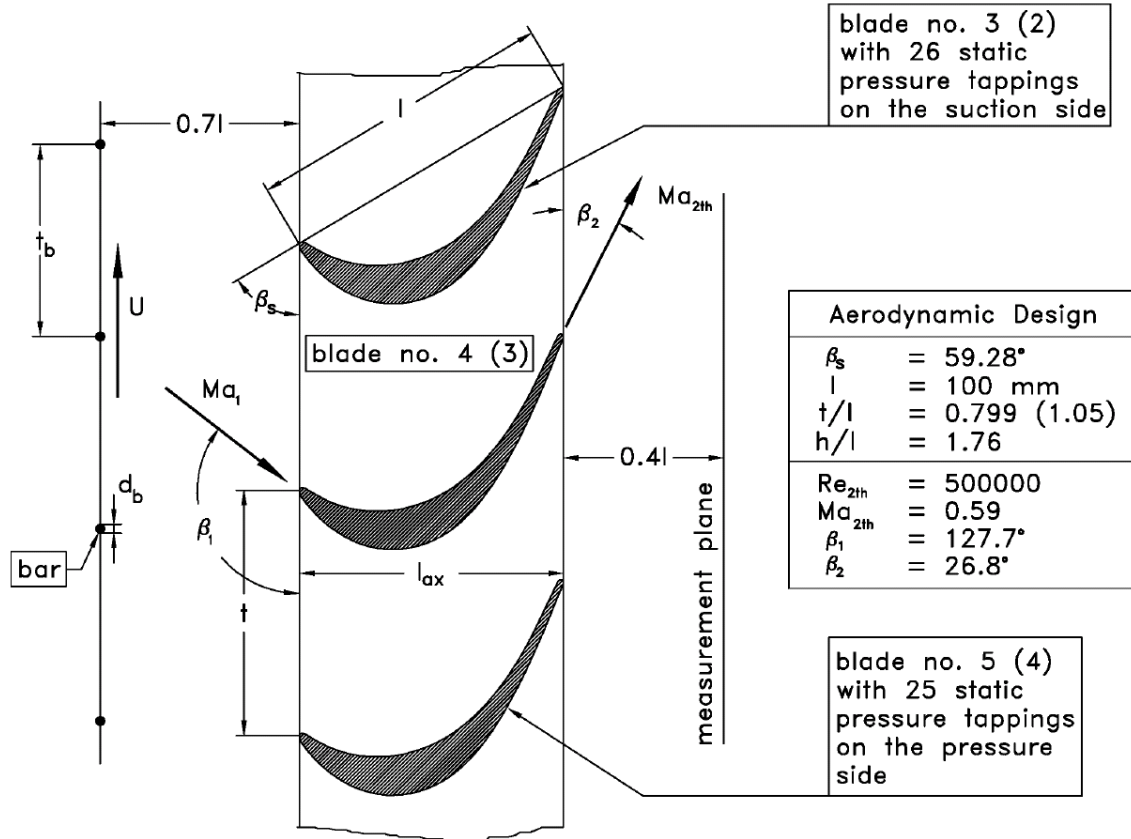 blade no. 3 (2)
with 26 static
pressure tappings
on the suction side
0.7l
l
t_b
U
β_s
β_2
Ma_2th
blade no. 4 (3)
Ma_1
d_b
β_1
bar
t
l_ax
0.4l
measurement plane
Aerodynamic Design
β_s = 59.28°
l = 100 mm
t/l = 0.799 (1.05)
h/l = 1.76
Re_2th = 500000
Ma_2th = 0.59
β_1 = 127.7°
β_2 = 26.8°
blade no. 5 (4)
with 25 static
pressure tappings
on the pressure
side